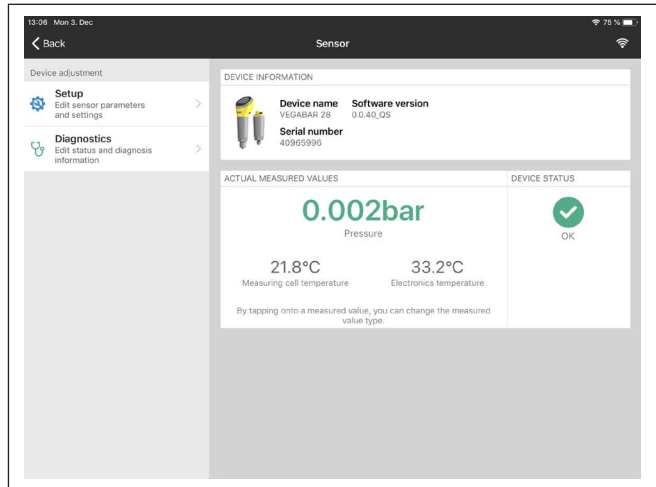 13:06 Mon 3. Dec
75 %
Back
Sensor
Device adjustment
Setup
Edit sensor parameters
and settings
Diagnostics
Edit status and diagnosis
information
DEVICE INFORMATION
Device name Software version
VEGABAR 28 0.0.40_QS
Serial number
40965996
ACTUAL MEASURED VALUES
0.002bar
Pressure
21.8°C 33.2°C
Measuring cell temperature Electronics temperature
By tapping onto a measured value, you can change the measured
value type.
DEVICE STATUS
OK